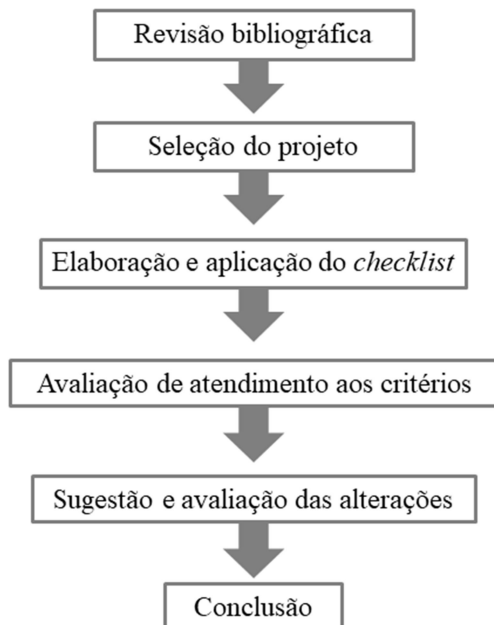 Revisão bibliográfica
Seleção do projeto
Elaboração e aplicação do checklist
Avaliação de atendimento aos critérios
Sugestão e avaliação das alterações
Conclusão